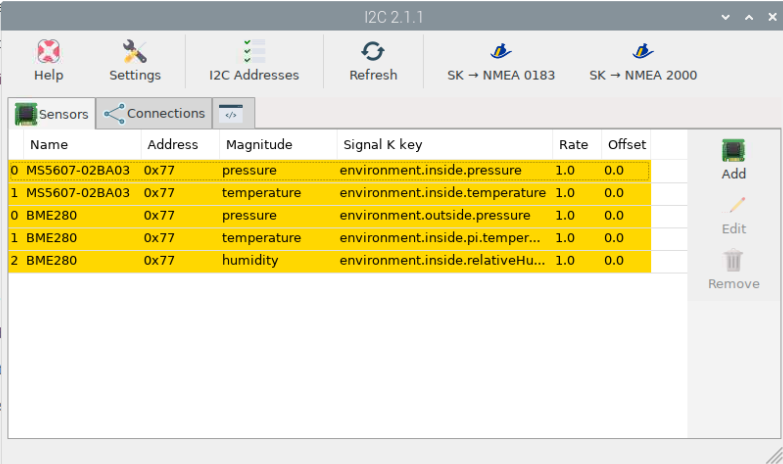 I2C 2.1.1
Help Settings I2C Addresses Refresh SK → NMEA 0183 SK → NMEA 2000
Sensors Connections </>
Name Address Magnitude Signal K key Rate Offset
0 MS5607-02BA03 0x77 pressure environment.inside.pressure 1.0 0.0
1 MS5607-02BA03 0x77 temperature environment.inside.temperature 1.0 0.0
0 BME280 0x77 pressure environment.outside.pressure 1.0 0.0
1 BME280 0x77 temperature environment.inside.pi.temper... 1.0 0.0
2 BME280 0x77 humidity environment.inside.relativeHu... 1.0 0.0
Add
Edit
Remove